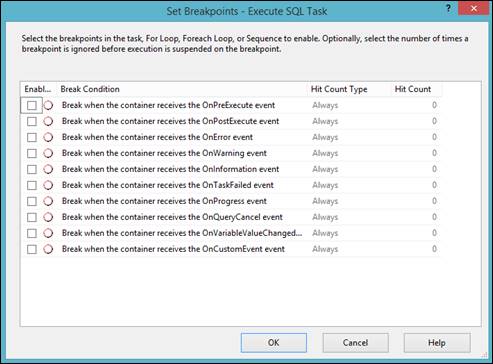 Set Breakpoints - Execute SQL Task
Select the breakpoints in the task, For Loop, Foreach Loop, or Sequence to enable. Optionally, select the number of times a
breakpoint is ignored before execution is suspended on the breakpoint.
Enabl... Break Condition Hit Count Type Hit Count
Break when the container receives the OnPreExecute event Always 0
Break when the container receives the OnPostExecute event Always 0
Break when the container receives the OnError event Always 0
Break when the container receives the OnWarning event Always 0
Break when the container receives the OnInformation event Always 0
Break when the container receives the OnTaskFailed event Always 0
Break when the container receives the OnProgress event Always 0
Break when the container receives the OnQueryCancel event Always 0
Break when the container receives the OnVariableValueChanged... Always 0
Break when the container receives the OnCustomEvent event Always 0
OK Cancel Help